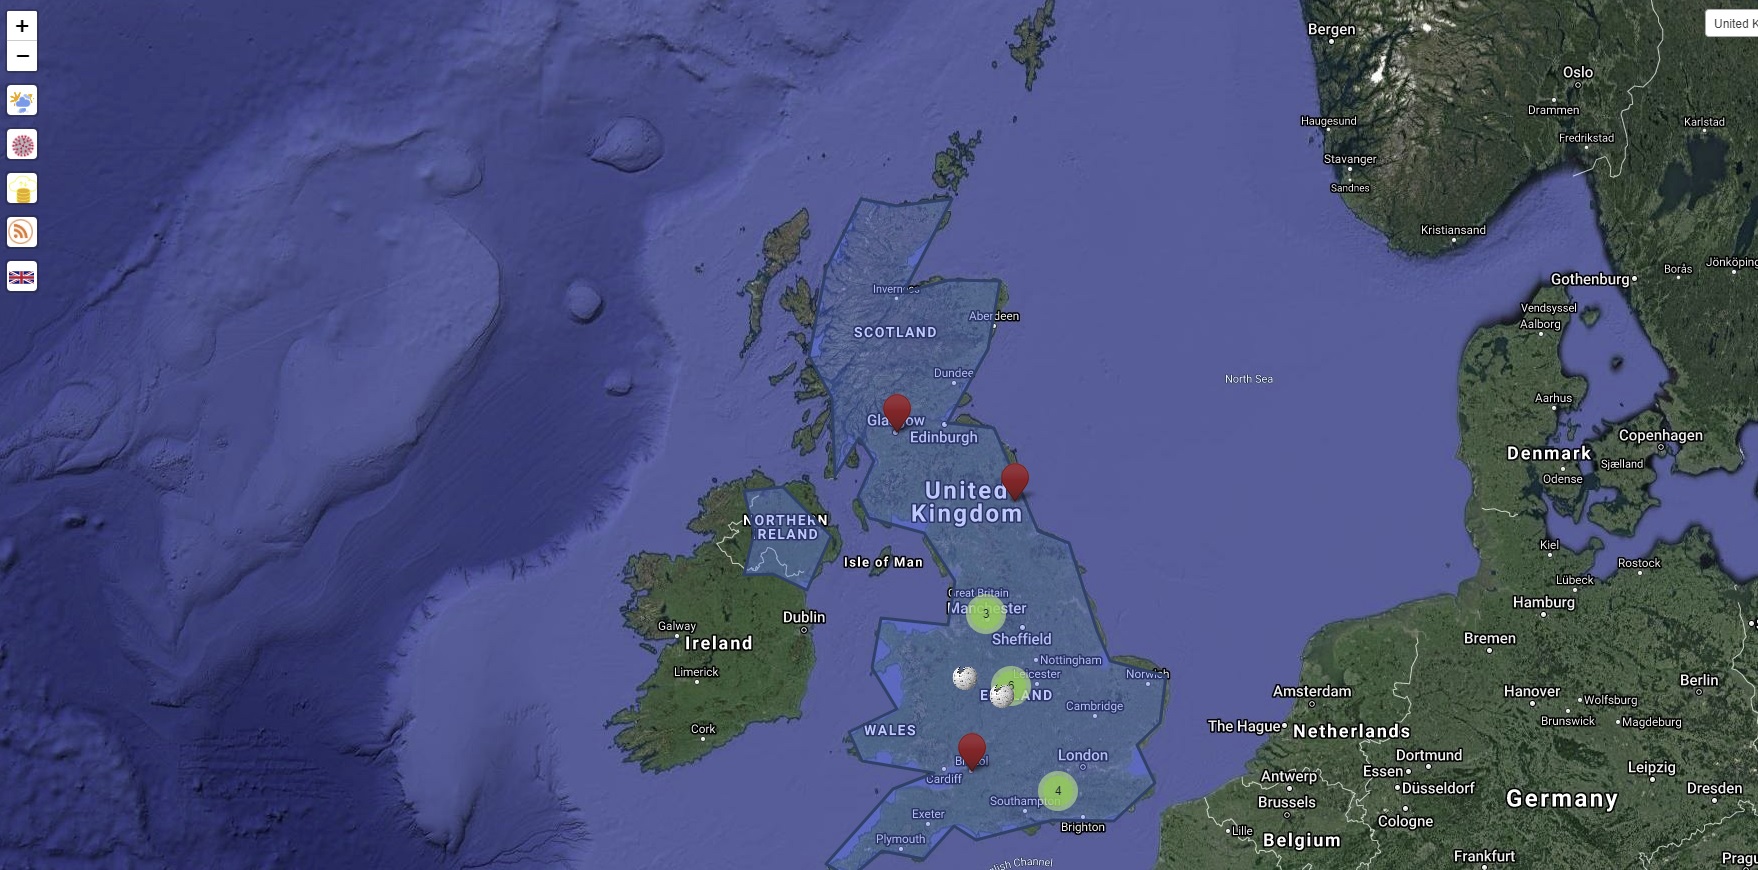 +
−
United K
Bergen
Oslo
Drammen
Fredrikstad
Karlstad
Haugesund
Stavanger
Sandnes
Kristiansand
Gothenburg
Borås
Jönköping
Vendsyssel
Aalborg
Inverness
Aberdeen
SCOTLAND
Dundee
North Sea
Aarhus
Glasgow
Edinburgh
Copenhagen
Denmark
Sjælland
Odense
United
Kingdom
NORTHERN
IRELAND
Isle of Man
Kiel
Rostock
Lübeck
Great Britain
Manchester
3
Hamburg
Dublin
Galway
Ireland
Sheffield
Bremen
Limerick
Nottingham
Leicester
Norwich
6
ENGLAND
Cambridge
Amsterdam
Hanover
Wolfsburg
Berlin
Brunswick
Magdeburg
Cork
WALES
The Hague
Netherlands
Bristol
London
Dortmund
Cardiff
Essen
Düsseldorf
Leipzig
Antwerp
Brussels
4
Southampton
Germany
Dresden
Exeter
Brighton
Cologne
Plymouth
Lille
Belgium
lish Channel
Frankfurt
Pragu